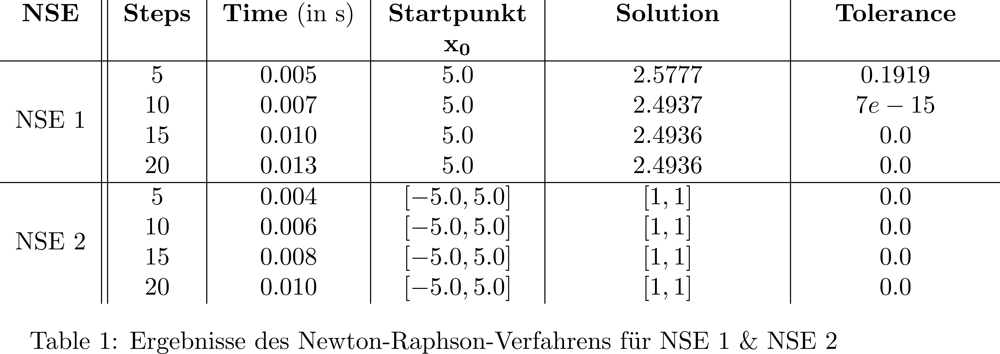 NSE Steps Time (in s) Startpunkt Solution Tolerance
x₀
5 0.005 5.0 2.5777 0.1919
10 0.007 5.0 2.4937 7e − 15
NSE 1
15 0.010 5.0 2.4936 0.0
20 0.013 5.0 2.4936 0.0
5 0.004 [−5.0, 5.0] [1, 1] 0.0
10 0.006 [−5.0, 5.0] [1, 1] 0.0
NSE 2
15 0.008 [−5.0, 5.0] [1, 1] 0.0
20 0.010 [−5.0, 5.0] [1, 1] 0.0
Table 1: Ergebnisse des Newton-Raphson-Verfahrens für NSE 1 & NSE 2